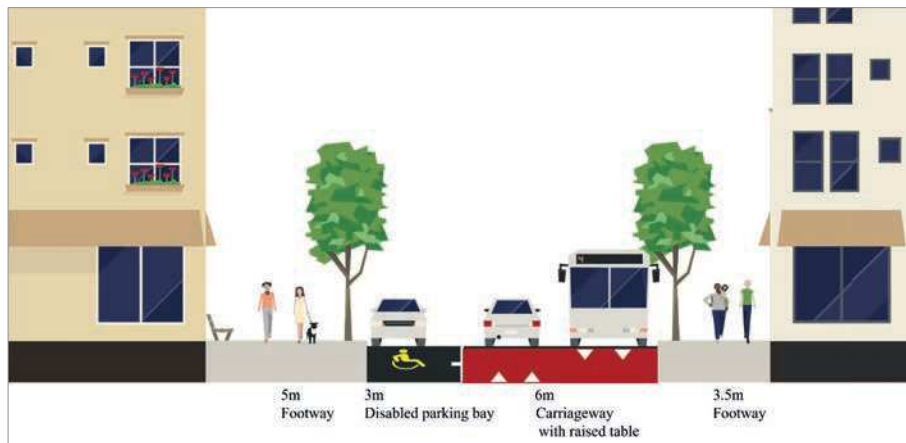 5m
Footway
3m
Disabled parking bay
6m
Carriageway
with raised table
3.5m
Footway